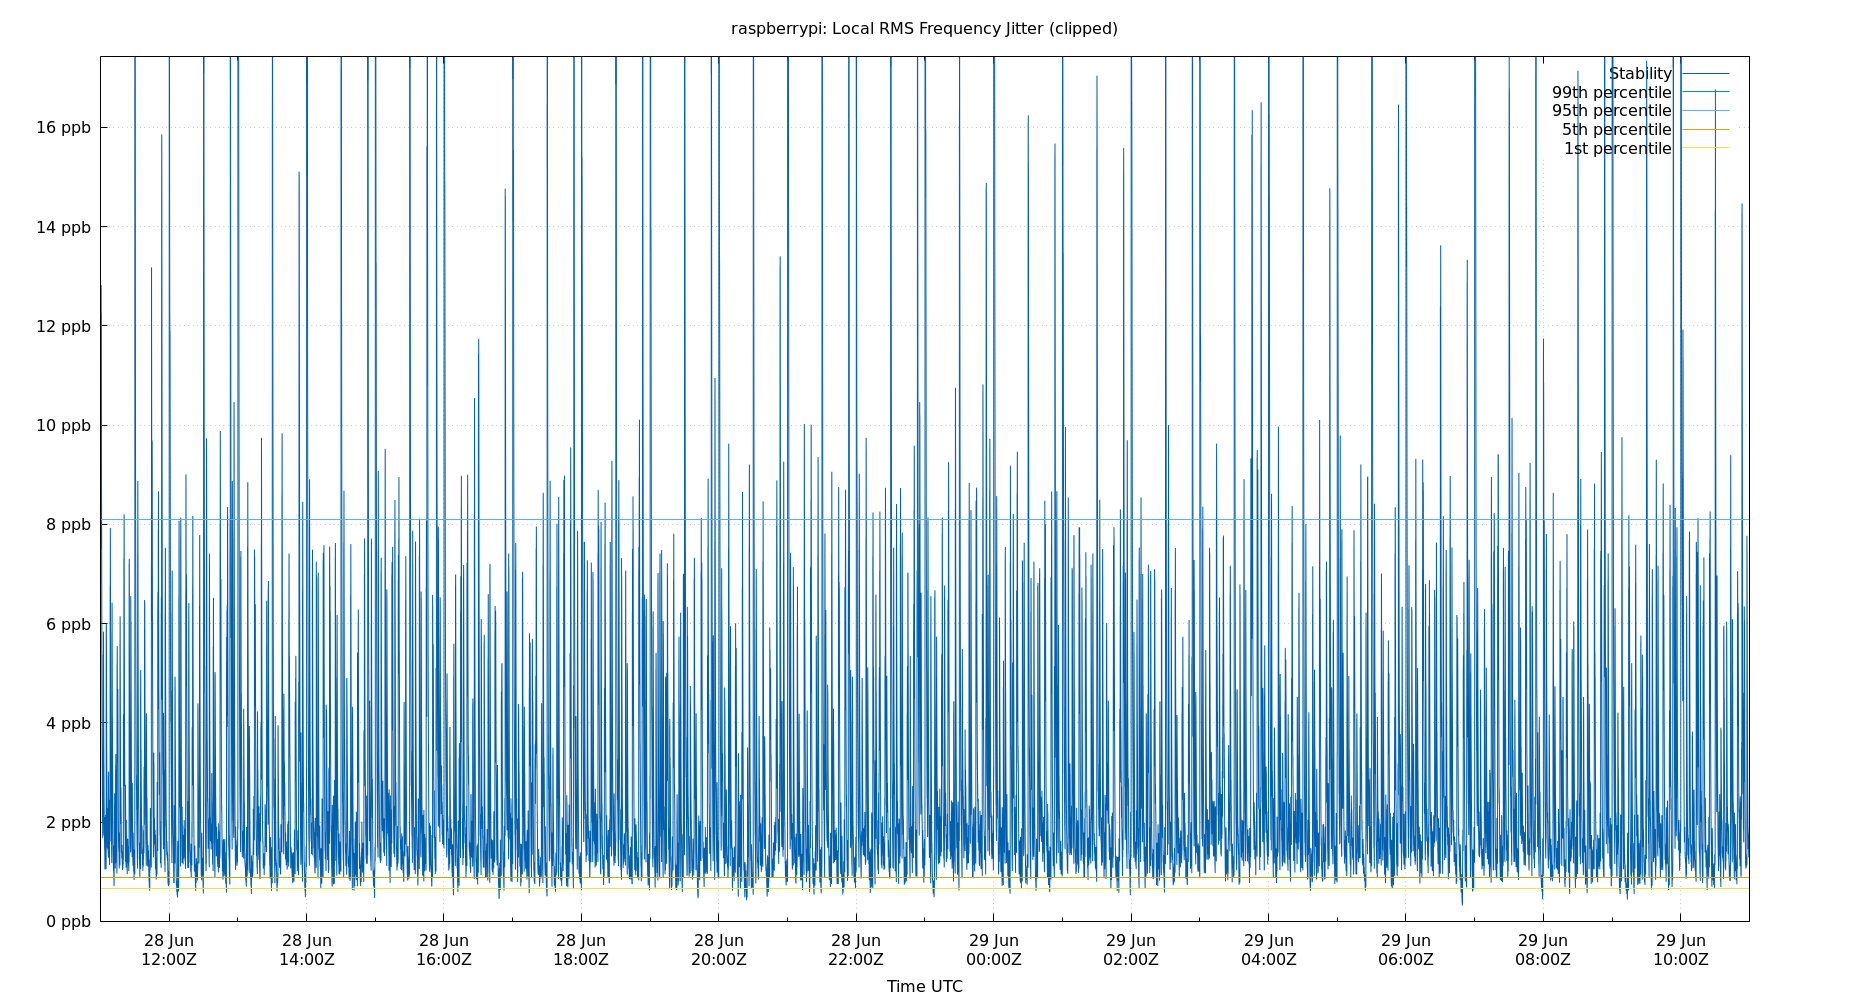 raspberrypi: Local RMS Frequency Jitter (clipped)
Stability
99th percentile
95th percentile
5th percentile
1st percentile
16 ppb
14 ppb
12 ppb
10 ppb
8 ppb
6 ppb
4 ppb
2 ppb
0 ppb
28 Jun 28 Jun 28 Jun 28 Jun 28 Jun 28 Jun 29 Jun 29 Jun 29 Jun 29 Jun 29 Jun 29 Jun
12:00Z 14:00Z 16:00Z 18:00Z 20:00Z 22:00Z 00:00Z 02:00Z 04:00Z 06:00Z 08:00Z 10:00Z
Time UTC